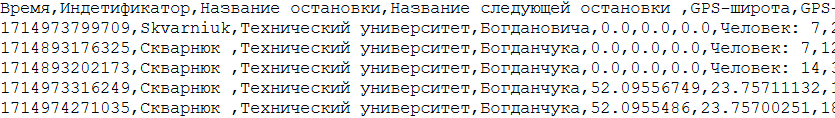 Время,Индетификатор,Название остановки,Название следующей остановки ,GPS-широта,GPS-
1714973799709,Skvarniuk,Технический университет,Богдановича,0.0,0.0,0.0,Человек: 7,2
1714893176325,Скварнюк ,Технический университет,Богданчука,0.0,0.0,0.0,Человек: 7,12
1714893202173,Скварнюк ,Технический университет,Богданчука,0.0,0.0,0.0,Человек: 14,3
1714973316249,Скварнюк ,Технический университет,Богданчука,52.09556749,23.75711132,1
1714974271035,Скварнюк ,Технический университет,Богданчука,52.0955486,23.75700251,18